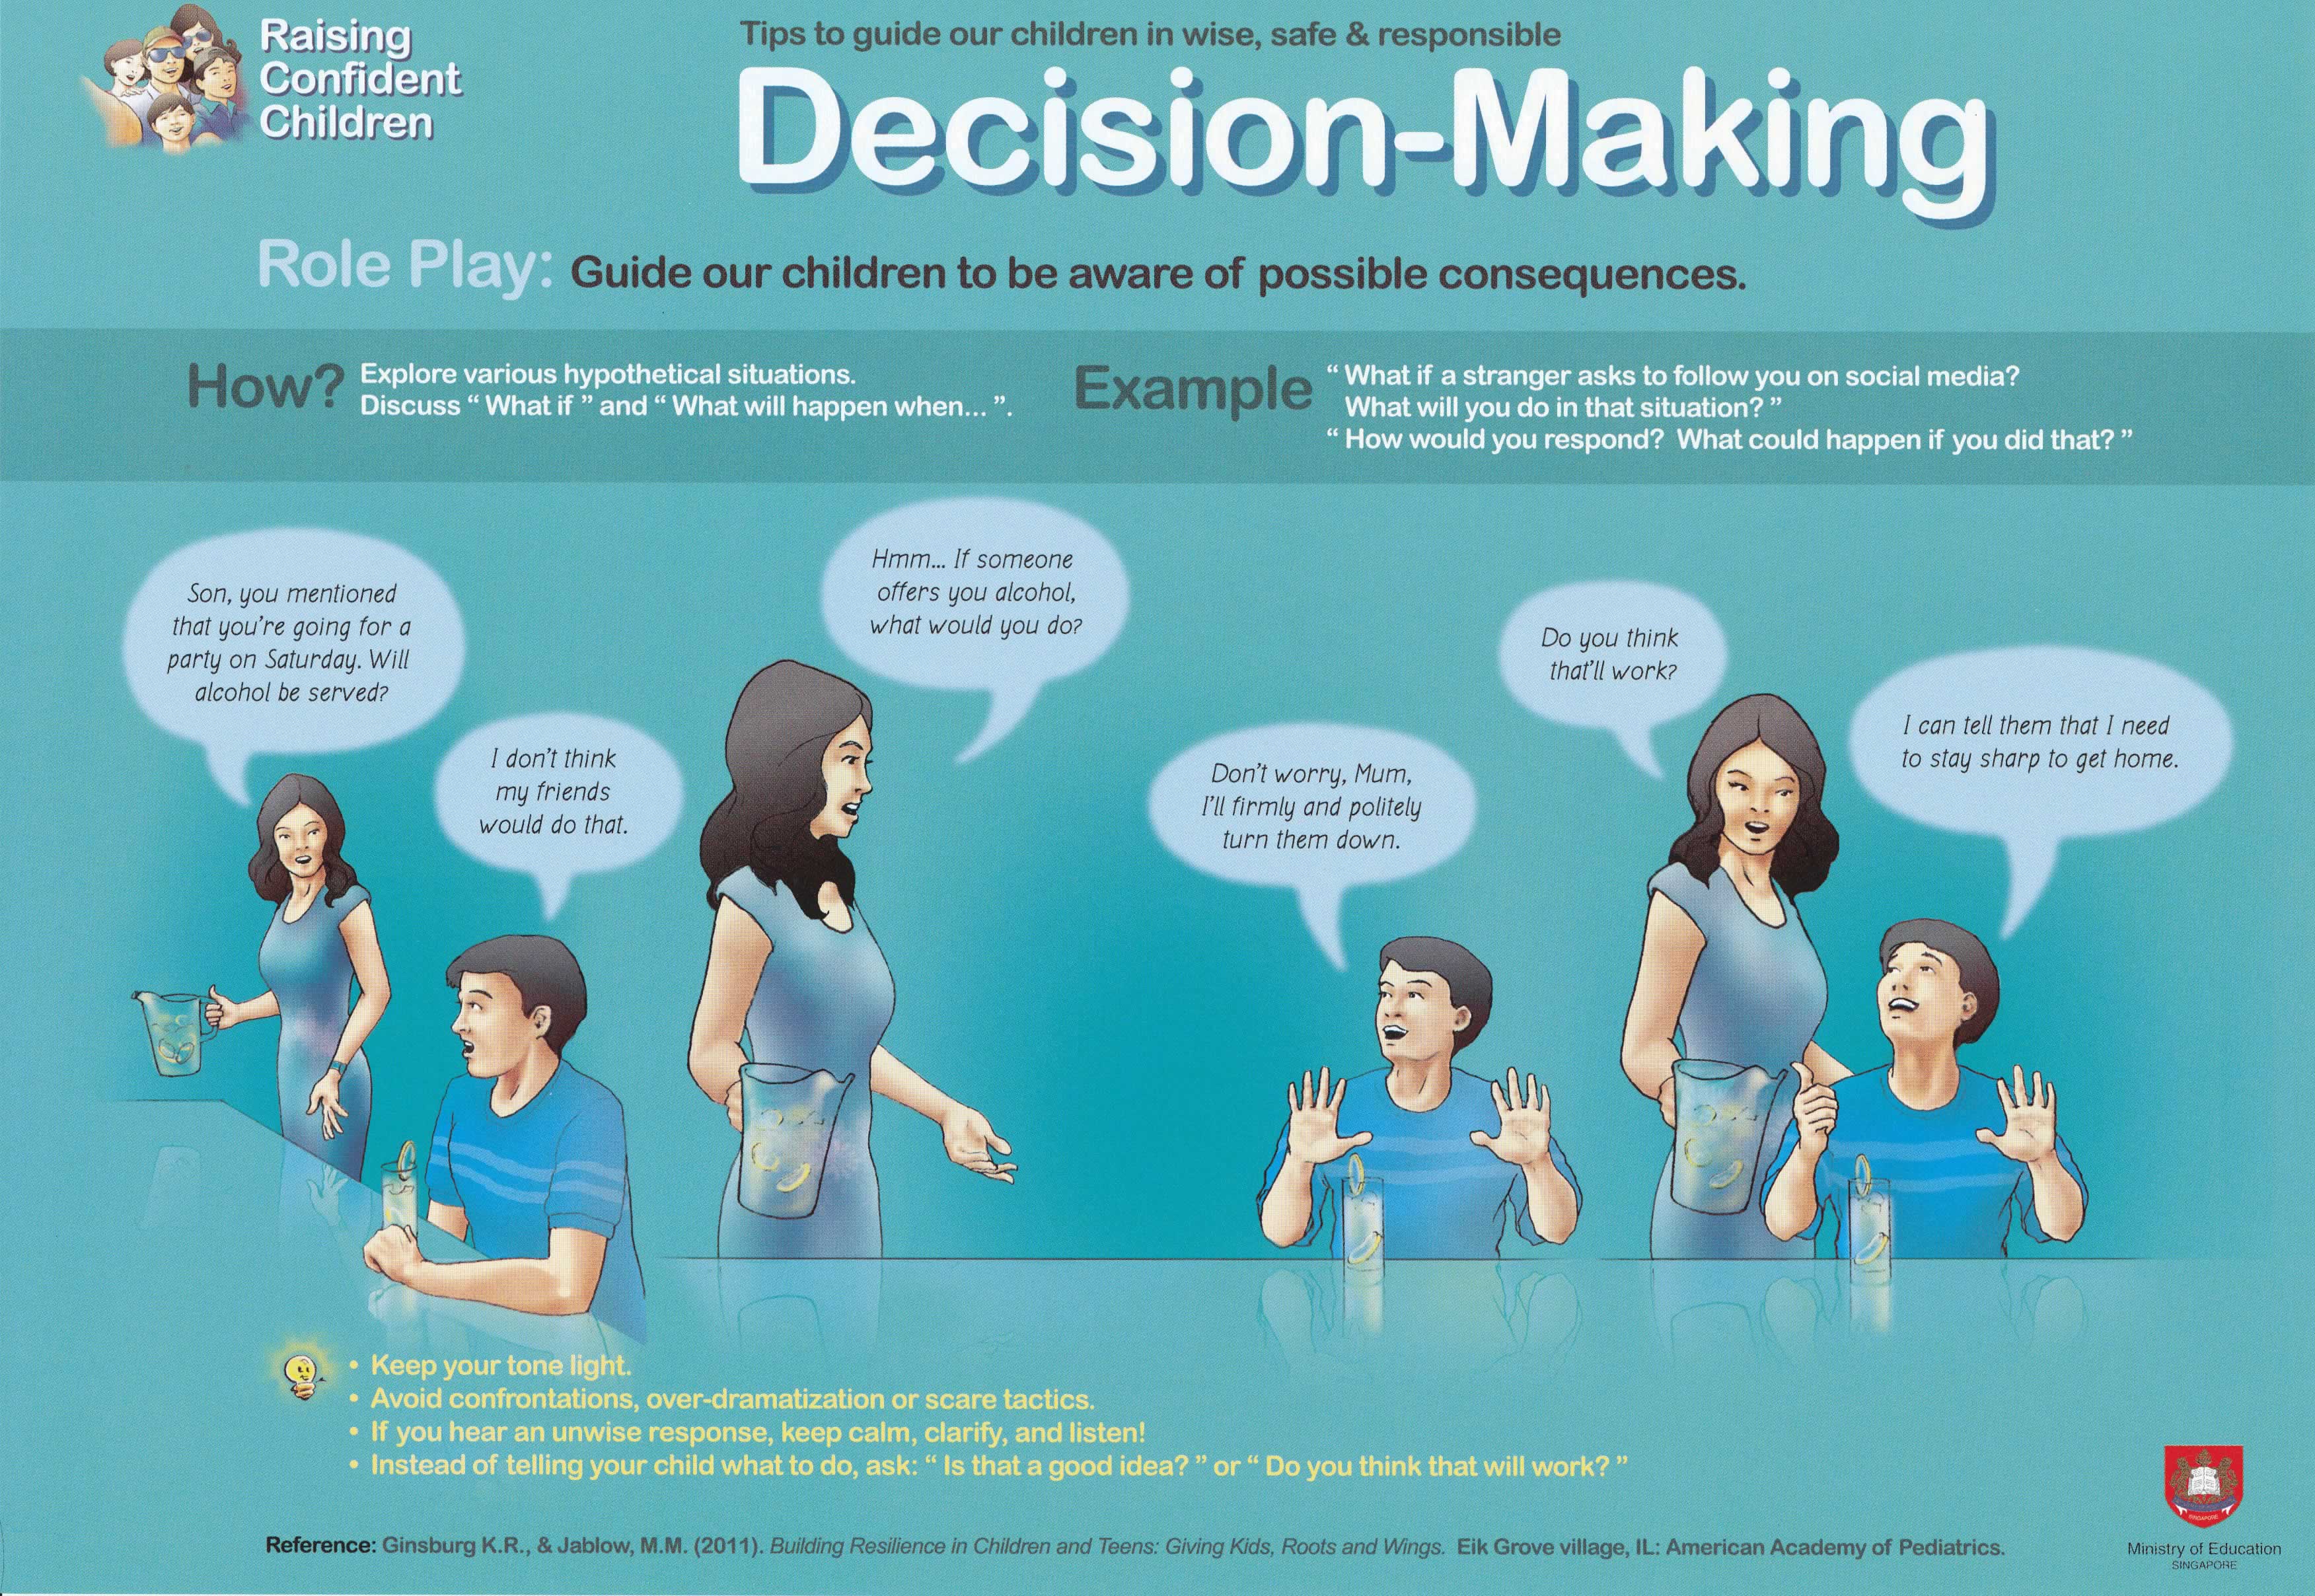 Raising
Confident
Children
Tips to guide our children in wise, safe & responsible
Decision-Making
Role Play: Guide our children to be aware of possible consequences.
How?
Explore various hypothetical situations.
Discuss “ What if ” and “ What will happen when... ”.
Example
“ What if a stranger asks to follow you on social media?
What will you do in that situation? ”
“ How would you respond? What could happen if you did that? ”
Son, you mentioned
that you're going for a
party on Saturday. Will
alcohol be served?
I don't think
my friends
would do that.
Hmm... If someone
offers you alcohol,
what would you do?
Don't worry, Mum,
I'll firmly and politely
turn them down.
Do you think
that'll work?
I can tell them that I need
to stay sharp to get home.
• Keep your tone light.
• Avoid confrontations, over-dramatization or scare tactics.
• If you hear an unwise response, keep calm, clarify, and listen!
• Instead of telling your child what to do, ask: “ Is that a good idea? ” or “ Do you think that will work? ”
Reference: Ginsburg K.R., & Jablow, M.M. (2011). Building Resilience in Children and Teens: Giving Kids, Roots and Wings. Eik Grove village, IL: American Academy of Pediatrics.
SINGAPORE
Ministry of Education
SINGAPORE